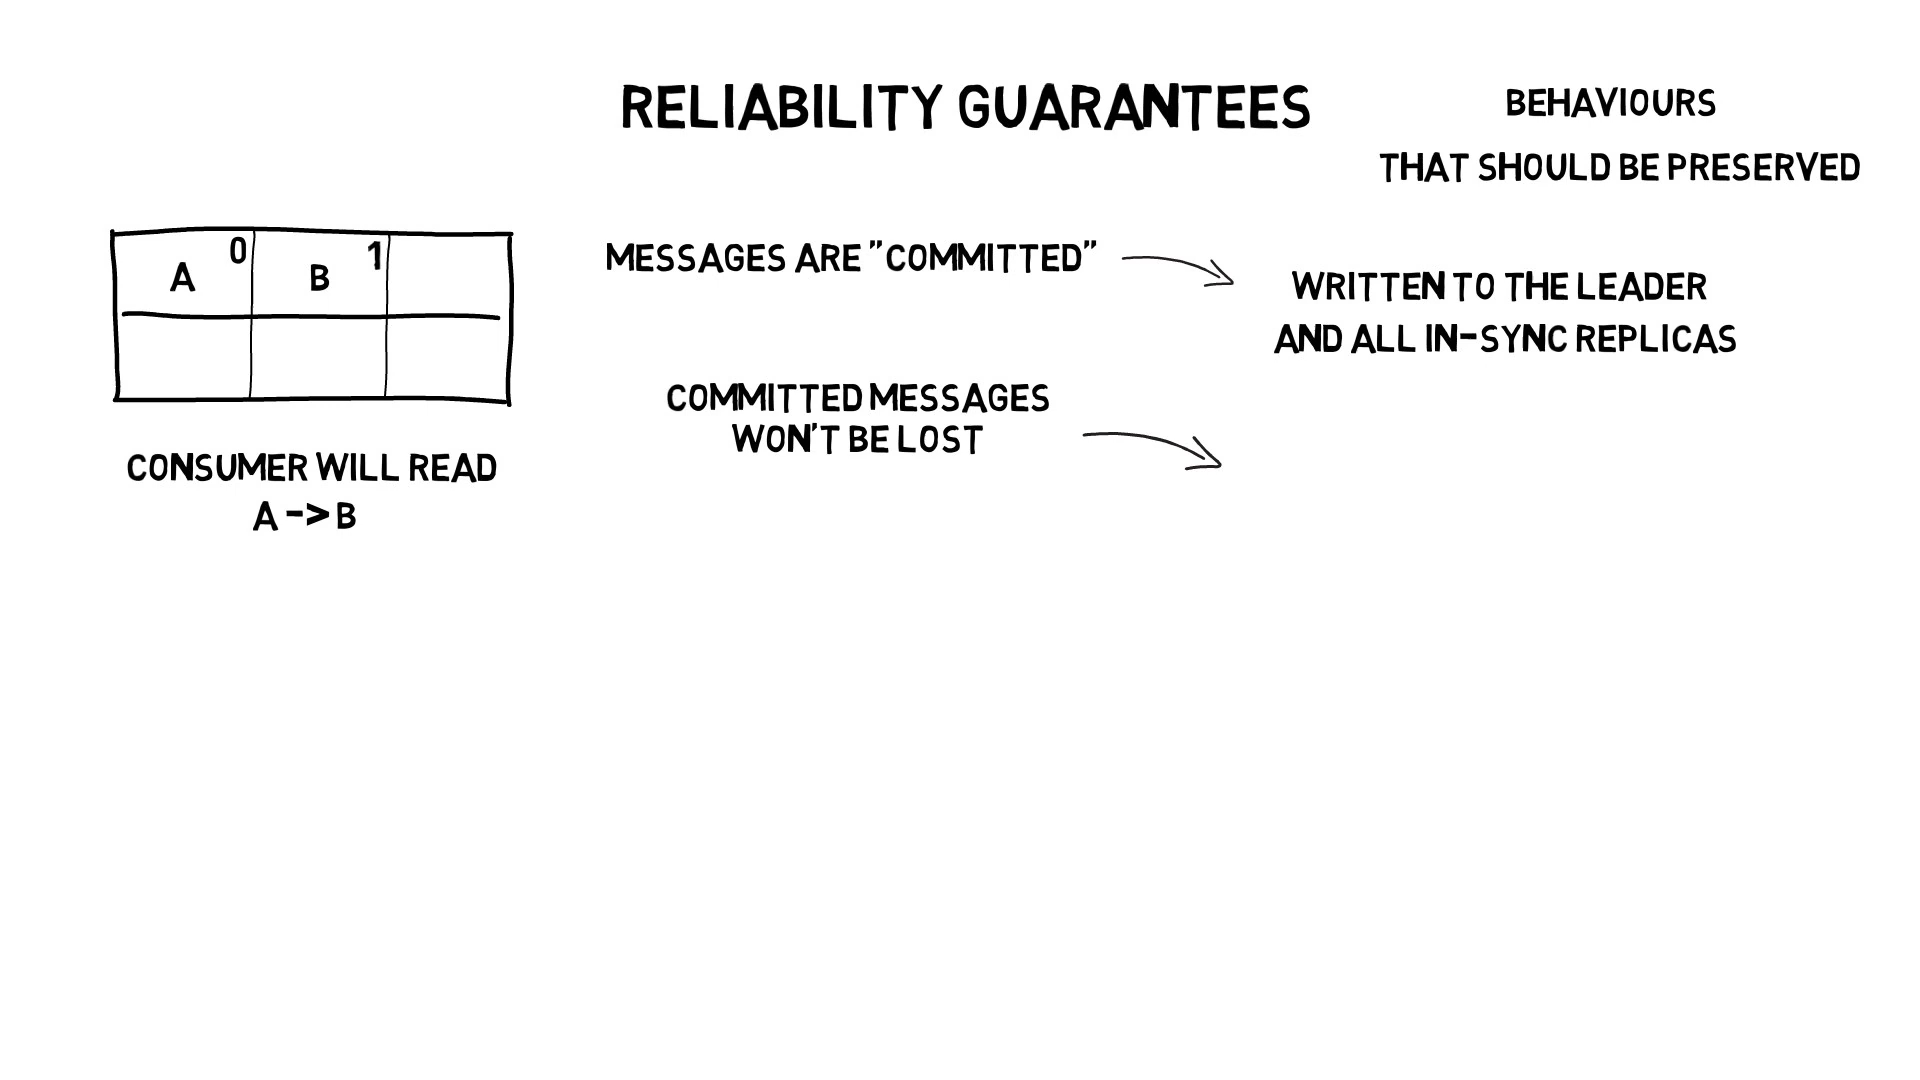 RELIABILITY GUARANTEES
BEHAVIOURS
THAT SHOULD BE PRESERVED
A 0 B 1
CONSUMER WILL READ
A -> B
MESSAGES ARE "COMMITTED"
WRITTEN TO THE LEADER
AND ALL IN-SYNC REPLICAS
COMMITTED MESSAGES
WON'T BE LOST